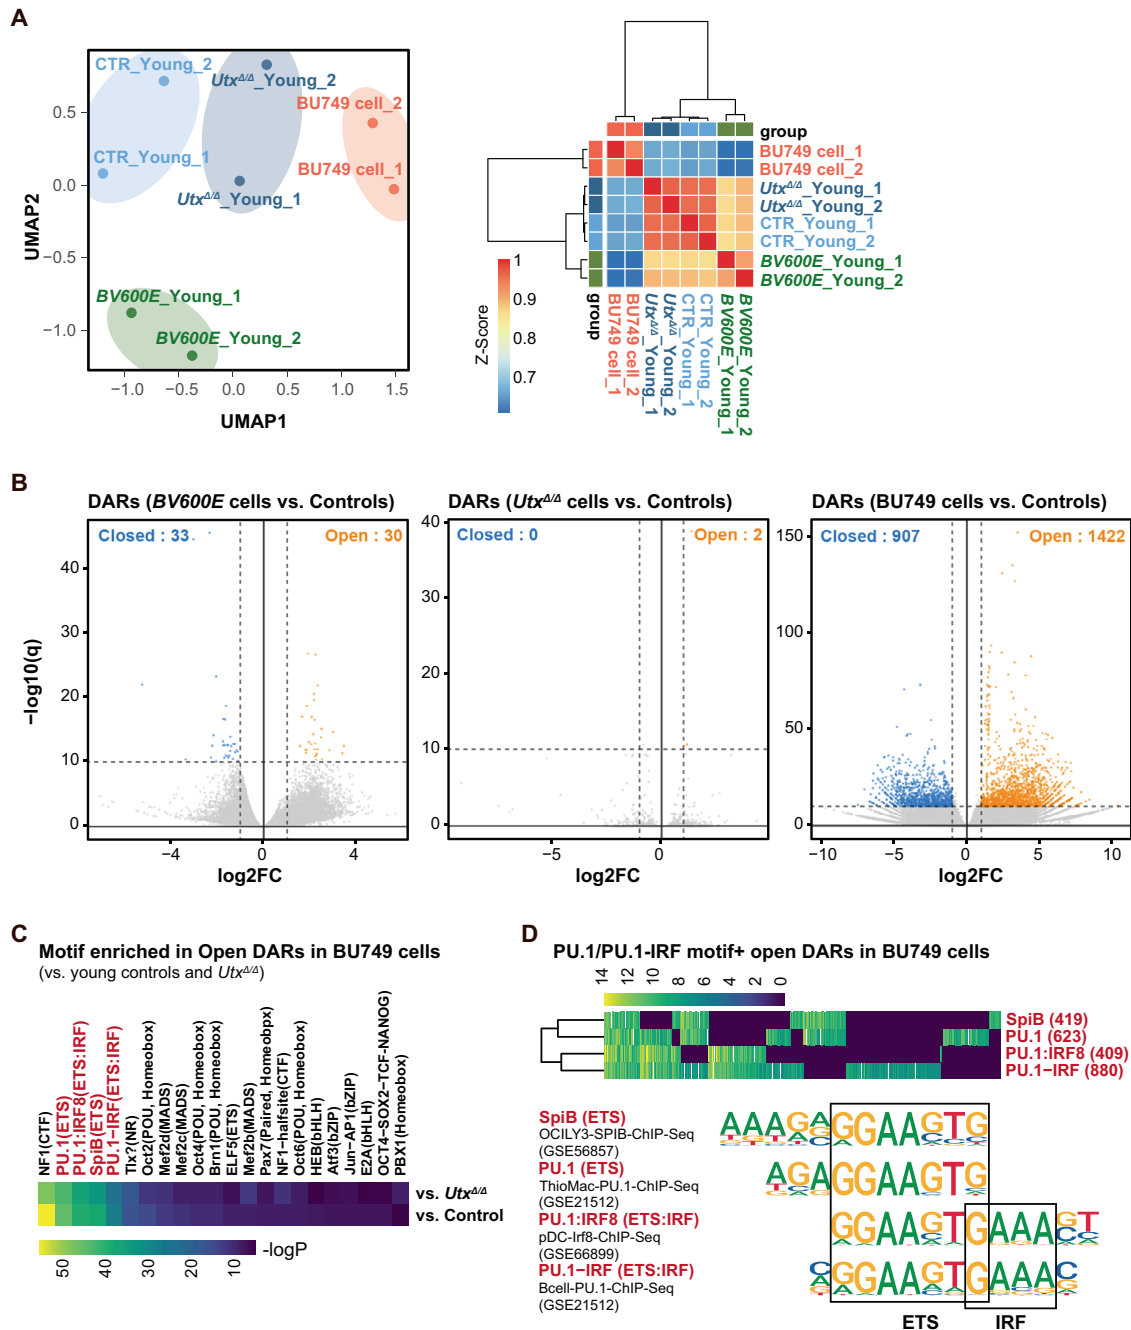 A
CTR_Young_2
UtxΔ/Δ_Young_2
BU749 cell_2
CTR_Young_1
BU749 cell_1
UtxΔ/Δ_Young_1
BV600E_Young_1
BV600E_Young_2
0.5
0.0
−0.5
−1.0
UMAP2
−1.0
−0.5
0.0
0.5
1.0
1.5
UMAP1
group
BU749 cell_1
BU749 cell_2
UtxΔ/Δ_Young_1
UtxΔ/Δ_Young_2
CTR_Young_1
CTR_Young_2
BV600E_Young_1
BV600E_Young_2
1
0.9
0.8
0.7
Z-Score
group
BU749 cell_1
BU749 cell_2
UtxΔ/Δ_Young_1
UtxΔ/Δ_Young_2
CTR_Young_1
CTR_Young_2
BV600E_Young_1
BV600E_Young_2
B
DARs (BV600E cells vs. Controls)
Closed : 33
Open : 30
40
30
20
10
0
−log10(q)
−4
0
4
log2FC
DARs (UtxΔ/Δ cells vs. Controls)
Closed : 0
Open : 2
40
30
20
10
0
−5
0
log2FC
DARs (BU749 cells vs. Controls)
Closed : 907
Open : 1422
150
100
50
0
−10
−5
0
5
10
log2FC
C
Motif enriched in Open DARs in BU749 cells
(vs. young controls and UtxΔ/Δ)
NF1(CTF)
PU.1(ETS)
PU.1:IRF8(ETS:IRF)
SpiB(ETS)
PU.1−IRF(ETS:IRF)
Tlx?(NR)
Oct2(POU, Homeobox)
Mef2d(MADS)
Mef2c(MADS)
Oct4(POU, Homeobox)
Brn1(POU, Homeobox)
ELF5(ETS)
Mef2b(MADS)
Pax7(Paired, Homeobpx)
NF1−halfsite(CTF)
Oct6(POU, Homeobox)
HEB(bHLH)
Atf3(bZIP)
Jun−AP1(bZIP)
E2A(bHLH)
OCT4−SOX2−TCF−NANOG)
PBX1(Homeobox)
vs. UtxΔ/Δ
vs. Control
-logP
50
40
30
20
10
D
PU.1/PU.1-IRF motif+ open DARs in BU749 cells
14
12
10
8
6
4
2
0
SpiB (419)
PU.1 (623)
PU.1:IRF8 (409)
PU.1−IRF (880)
SpiB (ETS)
OCILY3-SPIB-ChIP-Seq
(GSE56857)
AAAGAGGAAGTG
PU.1 (ETS)
ThioMac-PU.1-ChIP-Seq
(GSE21512)
AGAGGAAGTG
PU.1:IRF8 (ETS:IRF)
pDC-Irf8-ChIP-Seq
(GSE66899)
GGAAGTGAAAGT
PU.1−IRF (ETS:IRF)
Bcell-PU.1-ChIP-Seq
(GSE21512)
GGAAGTGAAAC
ETS
IRF